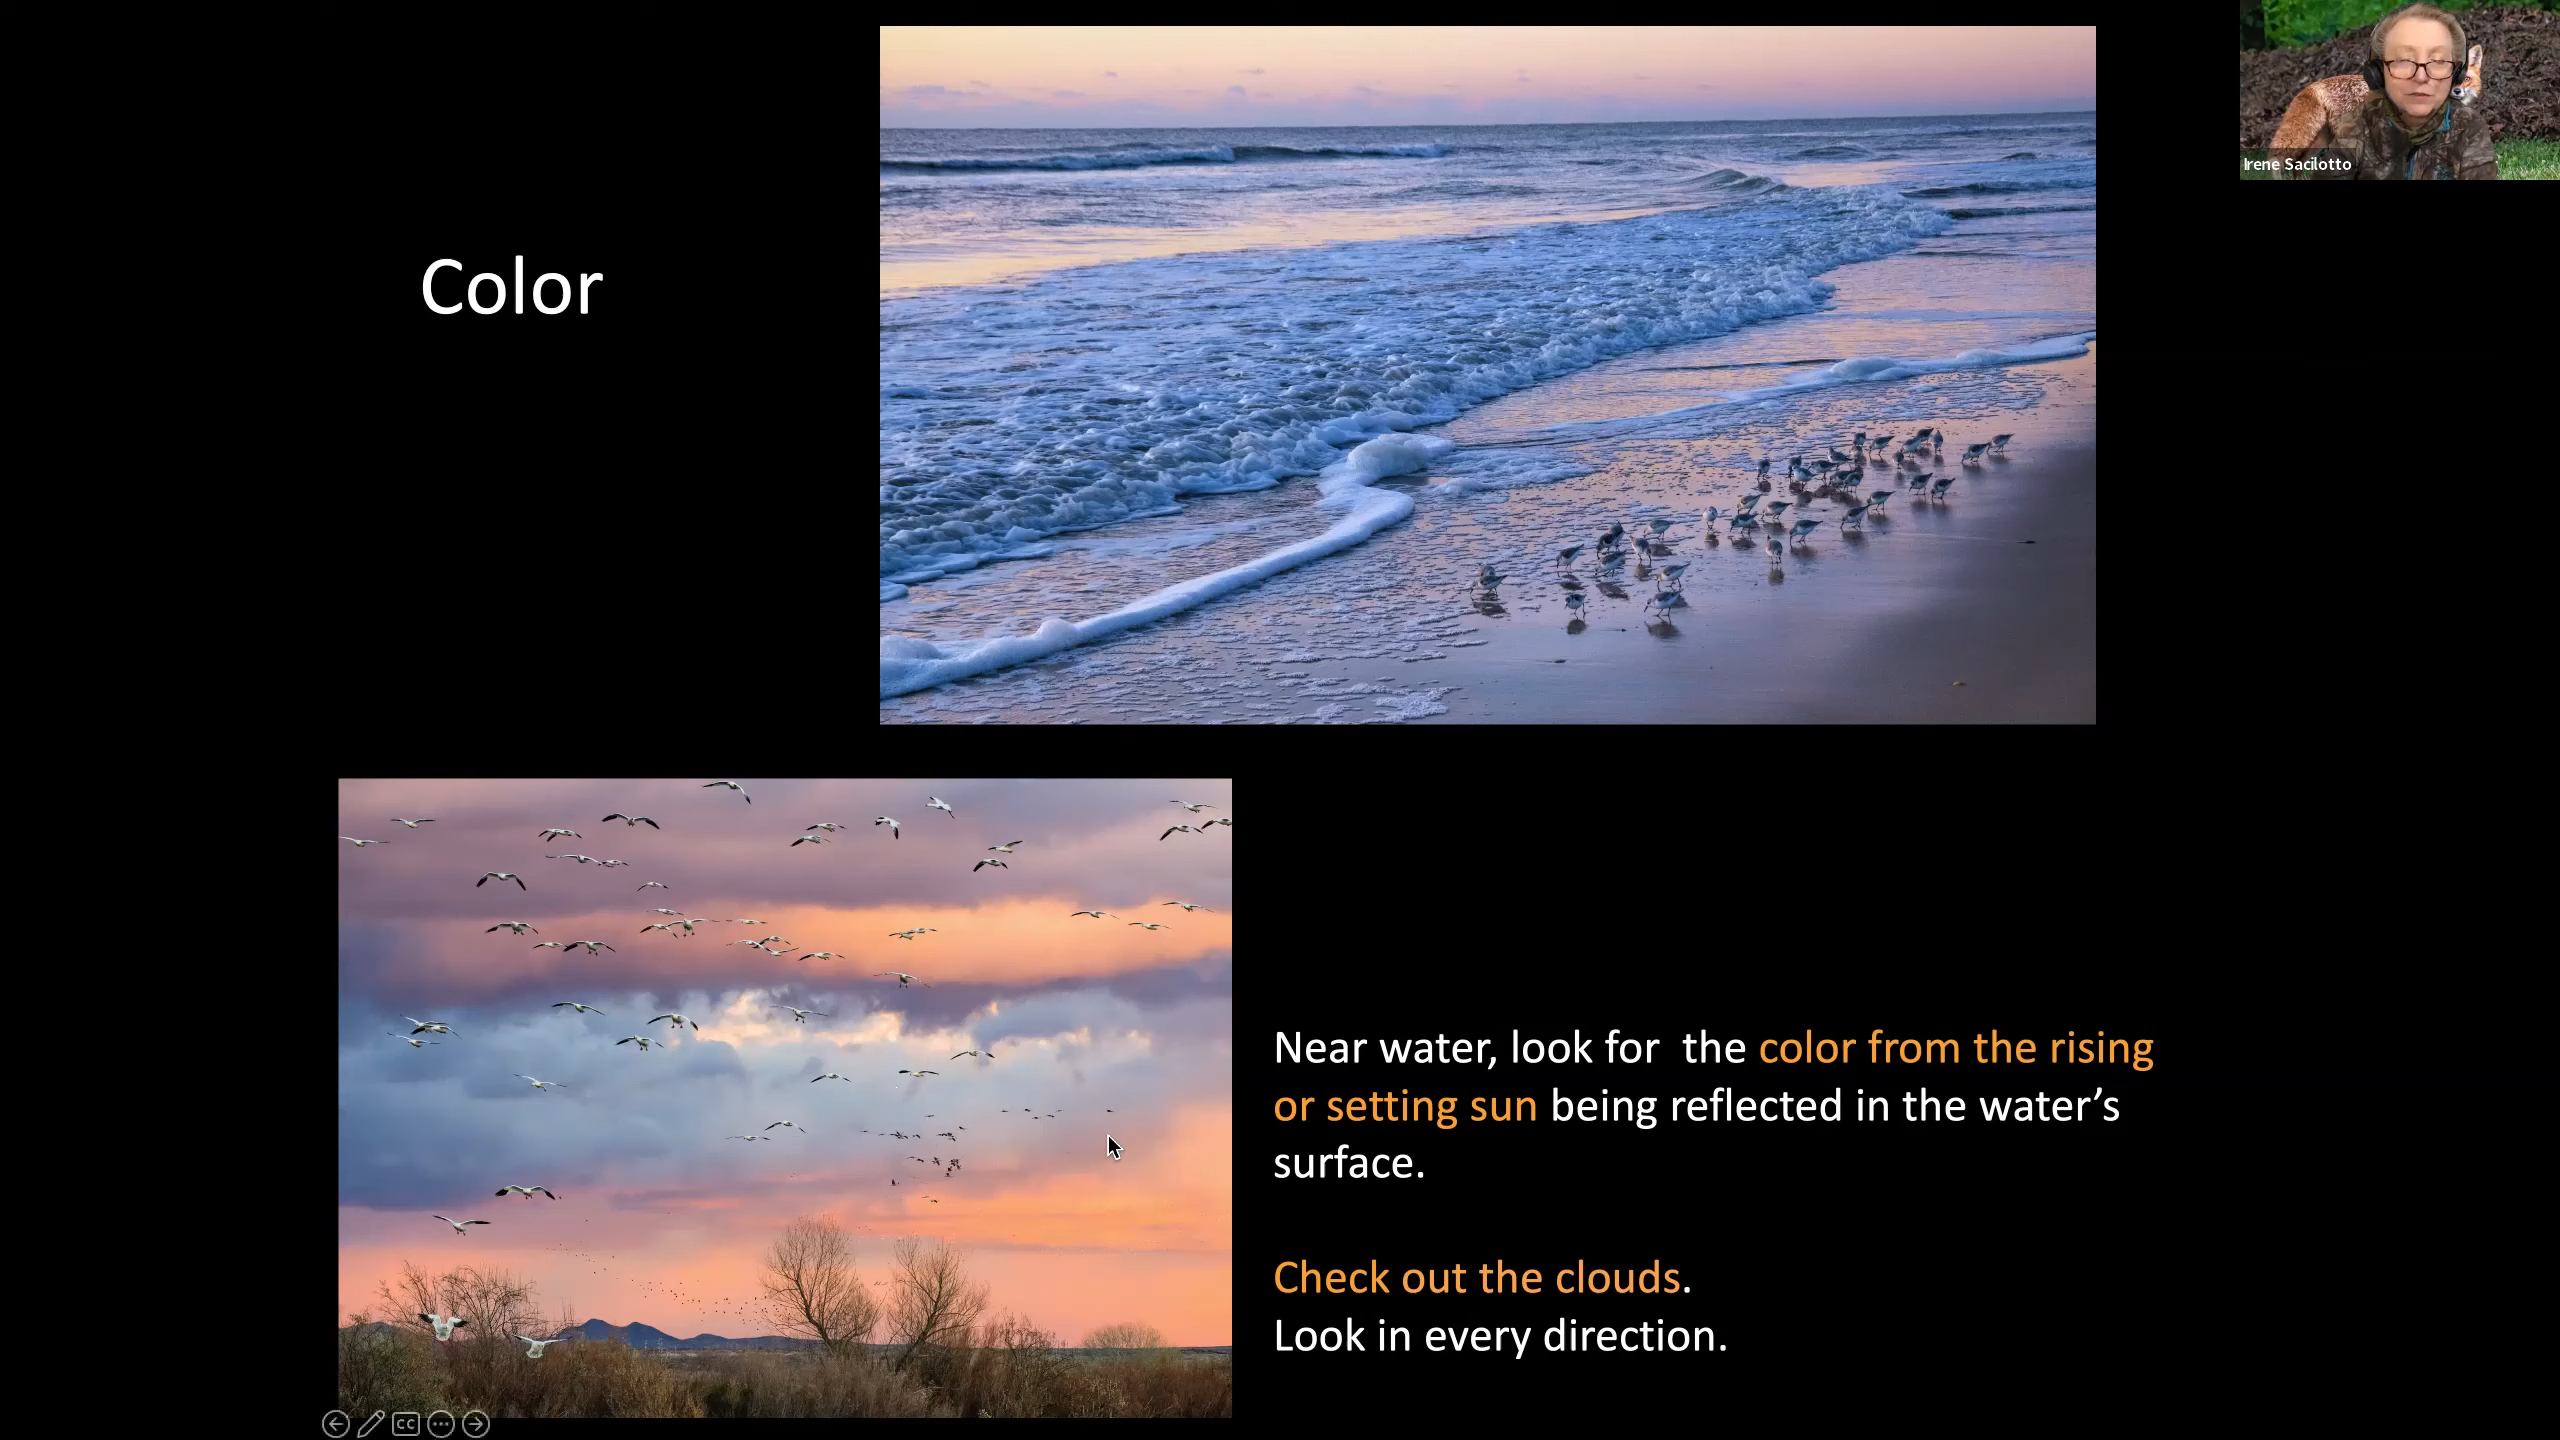 Irene Sacilotto
Color
Near water, look for  the color from the rising
or setting sun being reflected in the water’s
surface.
Check out the clouds.
Look in every direction.
CC